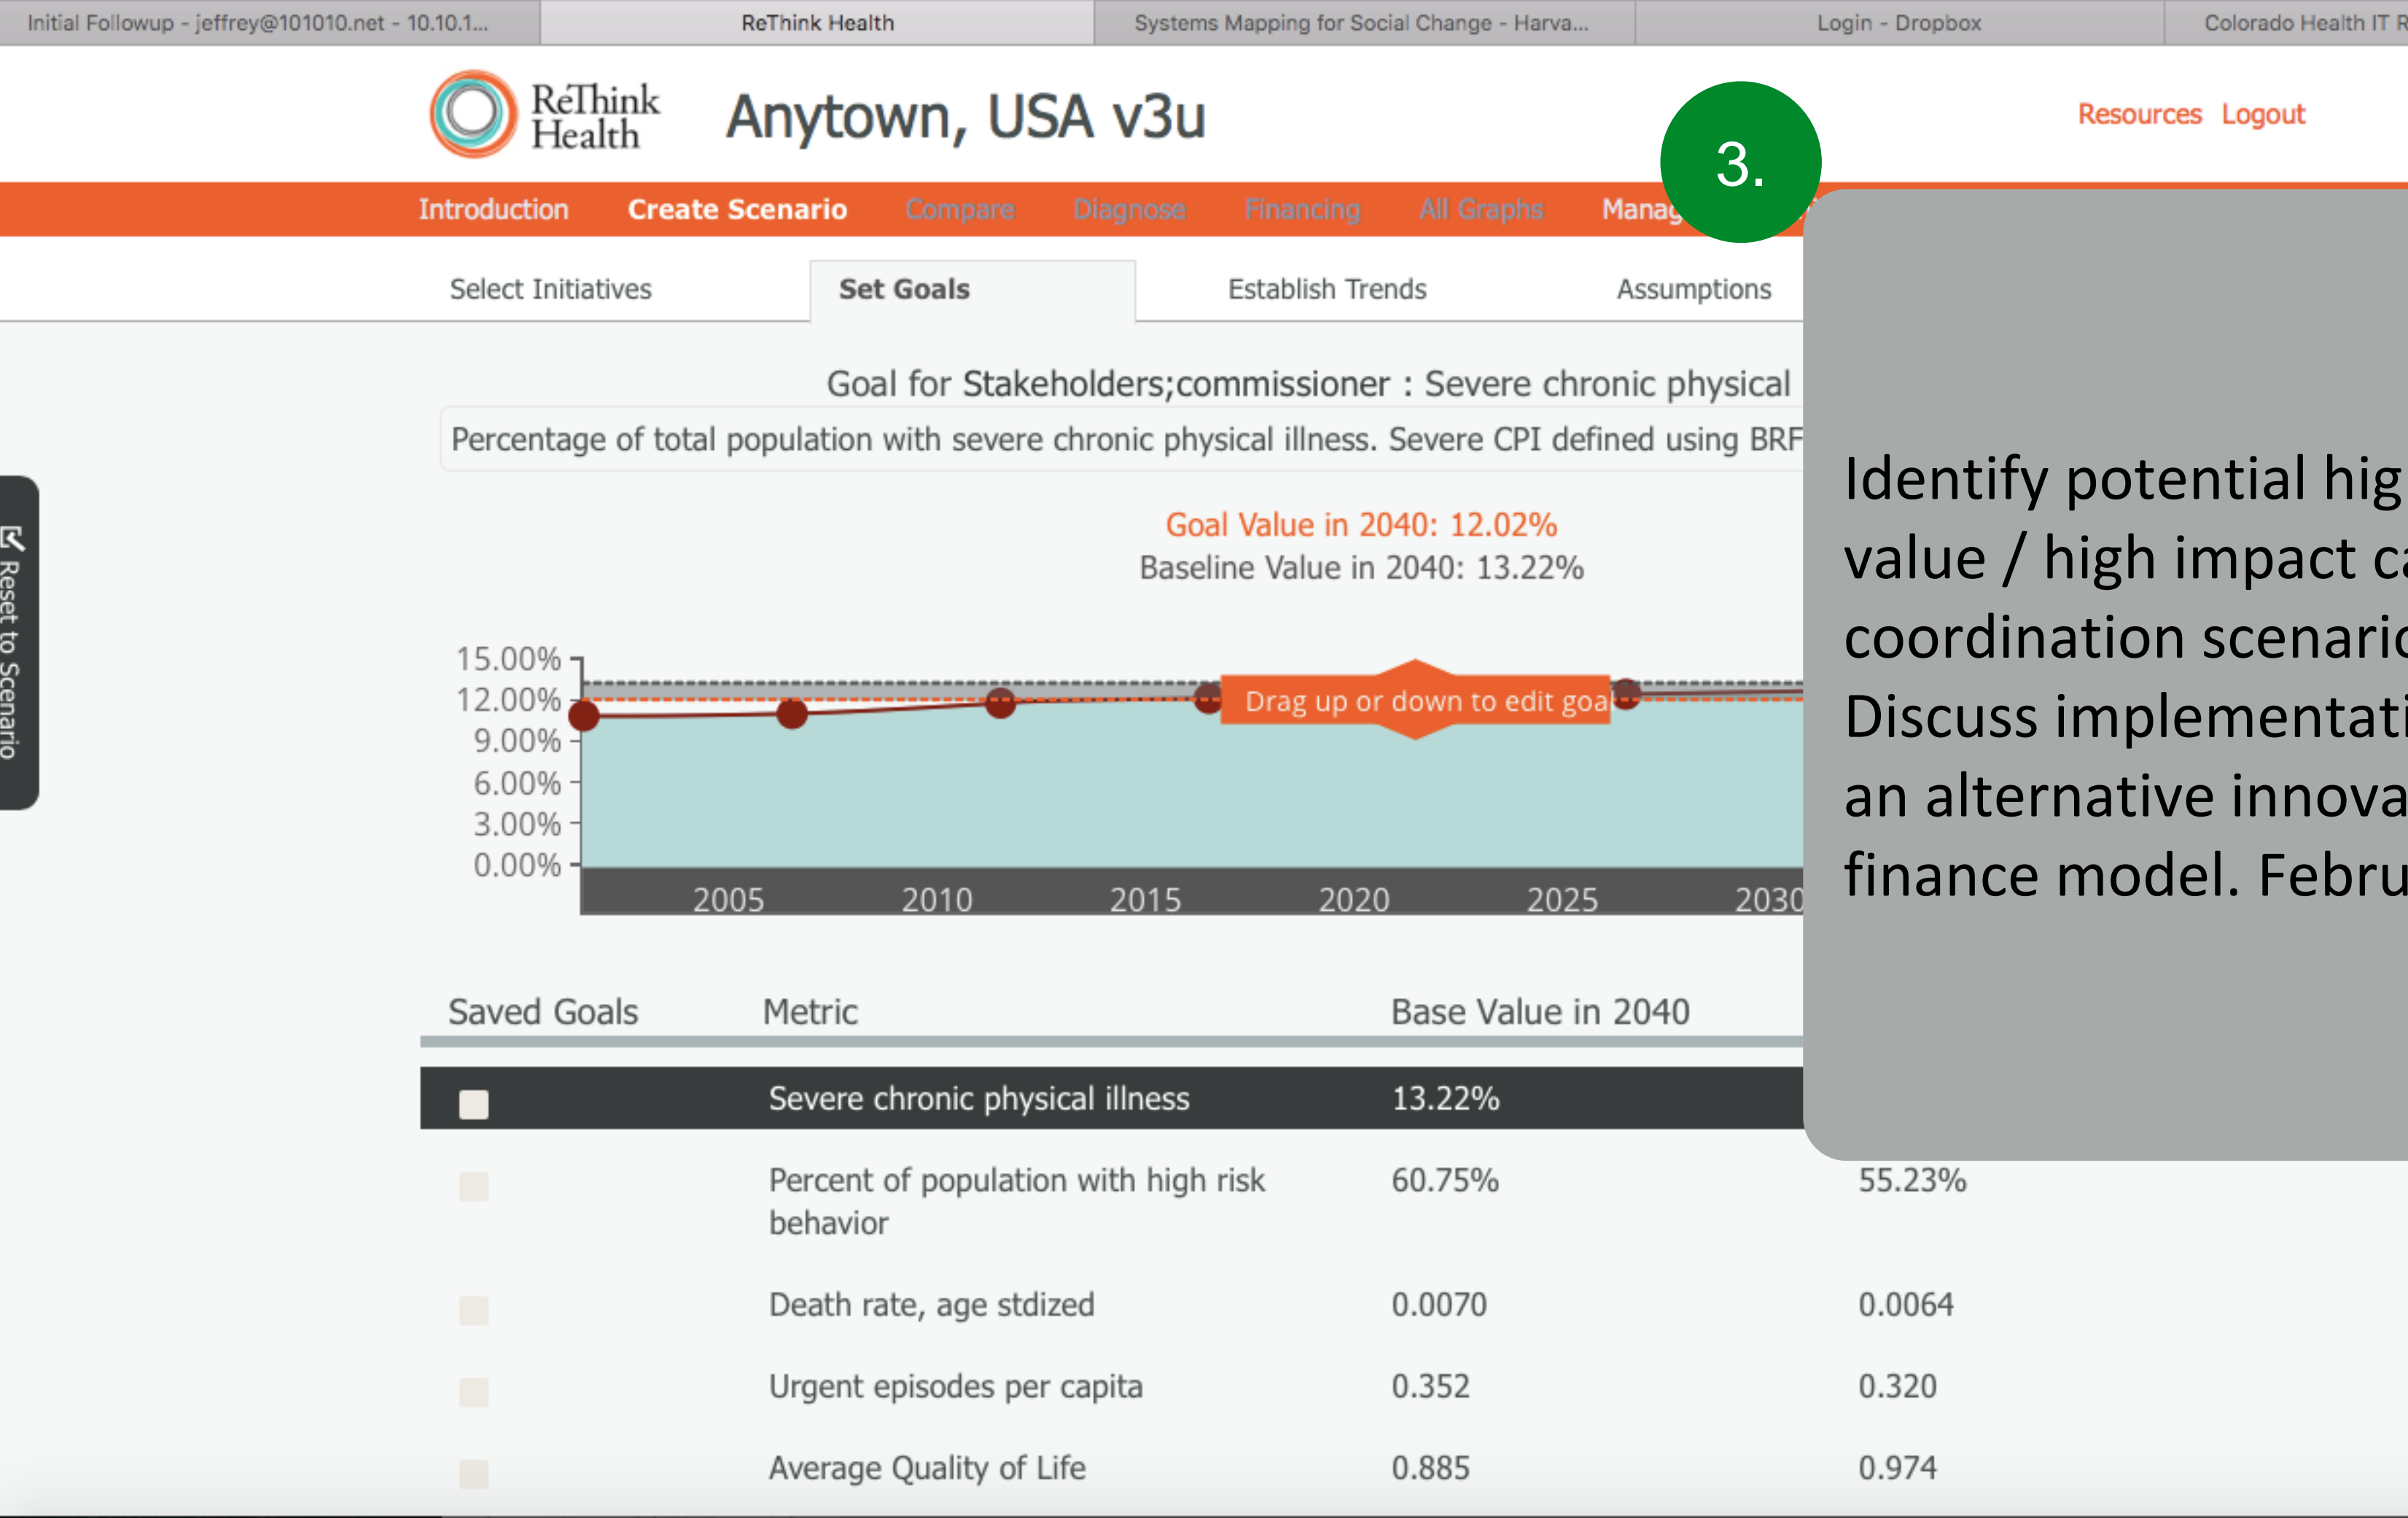 Initial Followup - jeffrey@101010.net - 10.10.1...
ReThink Health
Systems Mapping for Social Change - Harva...
Login - Dropbox
Colorado Health IT R
ReThink
Health
Anytown, USA v3u
3.
Resources Logout
Introduction
Create Scenario
Compare
Diagnose
Financing
All Graphs
Manag
Select Initiatives
Set Goals
Establish Trends
Assumptions
Goal for Stakeholders;commissioner : Severe chronic physical
Percentage of total population with severe chronic physical illness. Severe CPI defined using BRF
Goal Value in 2040: 12.02%
Baseline Value in 2040: 13.22%
Reset to Scenario
15.00%
12.00%
9.00%
6.00%
3.00%
0.00%
Drag up or down to edit goa
2005 2010 2015 2020 2025 2030
Identify potential hig
value / high impact ca
coordination scenario
Discuss implementati
an alternative innova
finance model. Febru
Saved Goals Metric Base Value in 2040
Severe chronic physical illness 13.22%
Percent of population with high risk 60.75% 55.23%
behavior
Death rate, age stdized 0.0070 0.0064
Urgent episodes per capita 0.352 0.320
Average Quality of Life 0.885 0.974